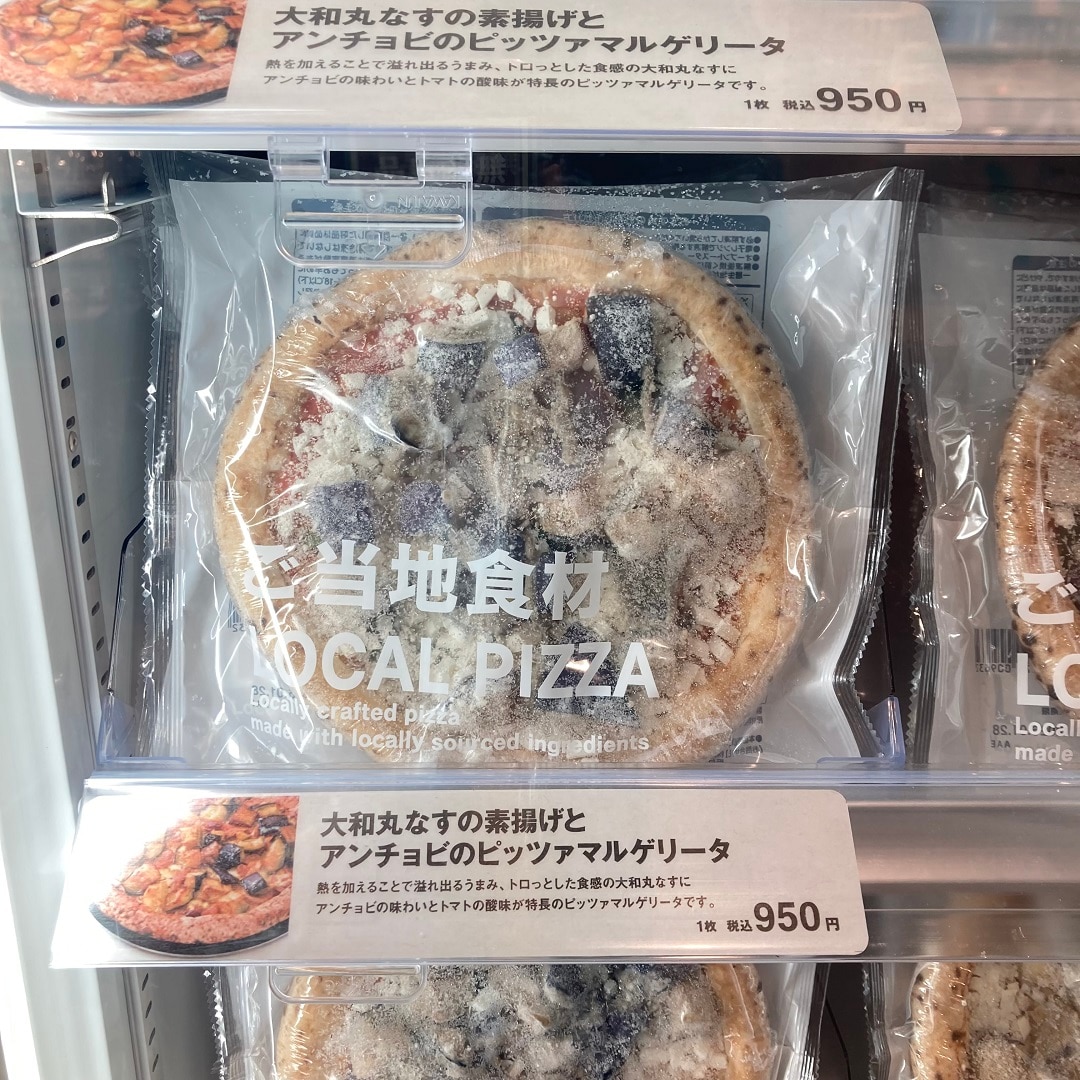 大和丸なすの素揚げと
アンチョビのピッツァマルゲリータ
熱を加えることで溢れ出るうまみ、トロっとした食感の大和丸なすに
アンチョビの味わいとトマトの酸味が特長のピッツァマルゲリータです。
1枚 税込950円
ご当地食材
LOCAL PIZZA
Locally crafted pizza
made with locally sourced ingredients
ご
LO
Locall
made
大和丸なすの素揚げと
アンチョビのピッツァマルゲリータ
熱を加えることで溢れ出るうまみ、トロっとした食感の大和丸なすに
アンチョビの味わいとトマトの酸味が特長のピッツァマルゲリータです。
1枚 税込950円